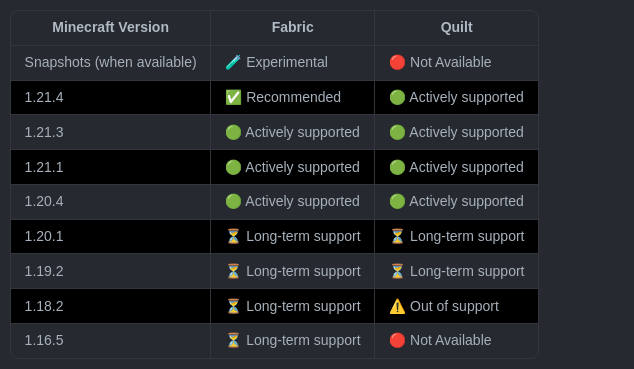 Minecraft Version Fabric Quilt
Snapshots (when available) 🧪 Experimental 🔴 Not Available
1.21.4 ✅ Recommended 🟢 Actively supported
1.21.3 🟢 Actively supported 🟢 Actively supported
1.21.1 🟢 Actively supported 🟢 Actively supported
1.20.4 🟢 Actively supported 🟢 Actively supported
1.20.1 ⏳ Long-term support ⏳ Long-term support
1.19.2 ⏳ Long-term support ⏳ Long-term support
1.18.2 ⏳ Long-term support ⚠️ Out of support
1.16.5 ⏳ Long-term support 🔴 Not Available